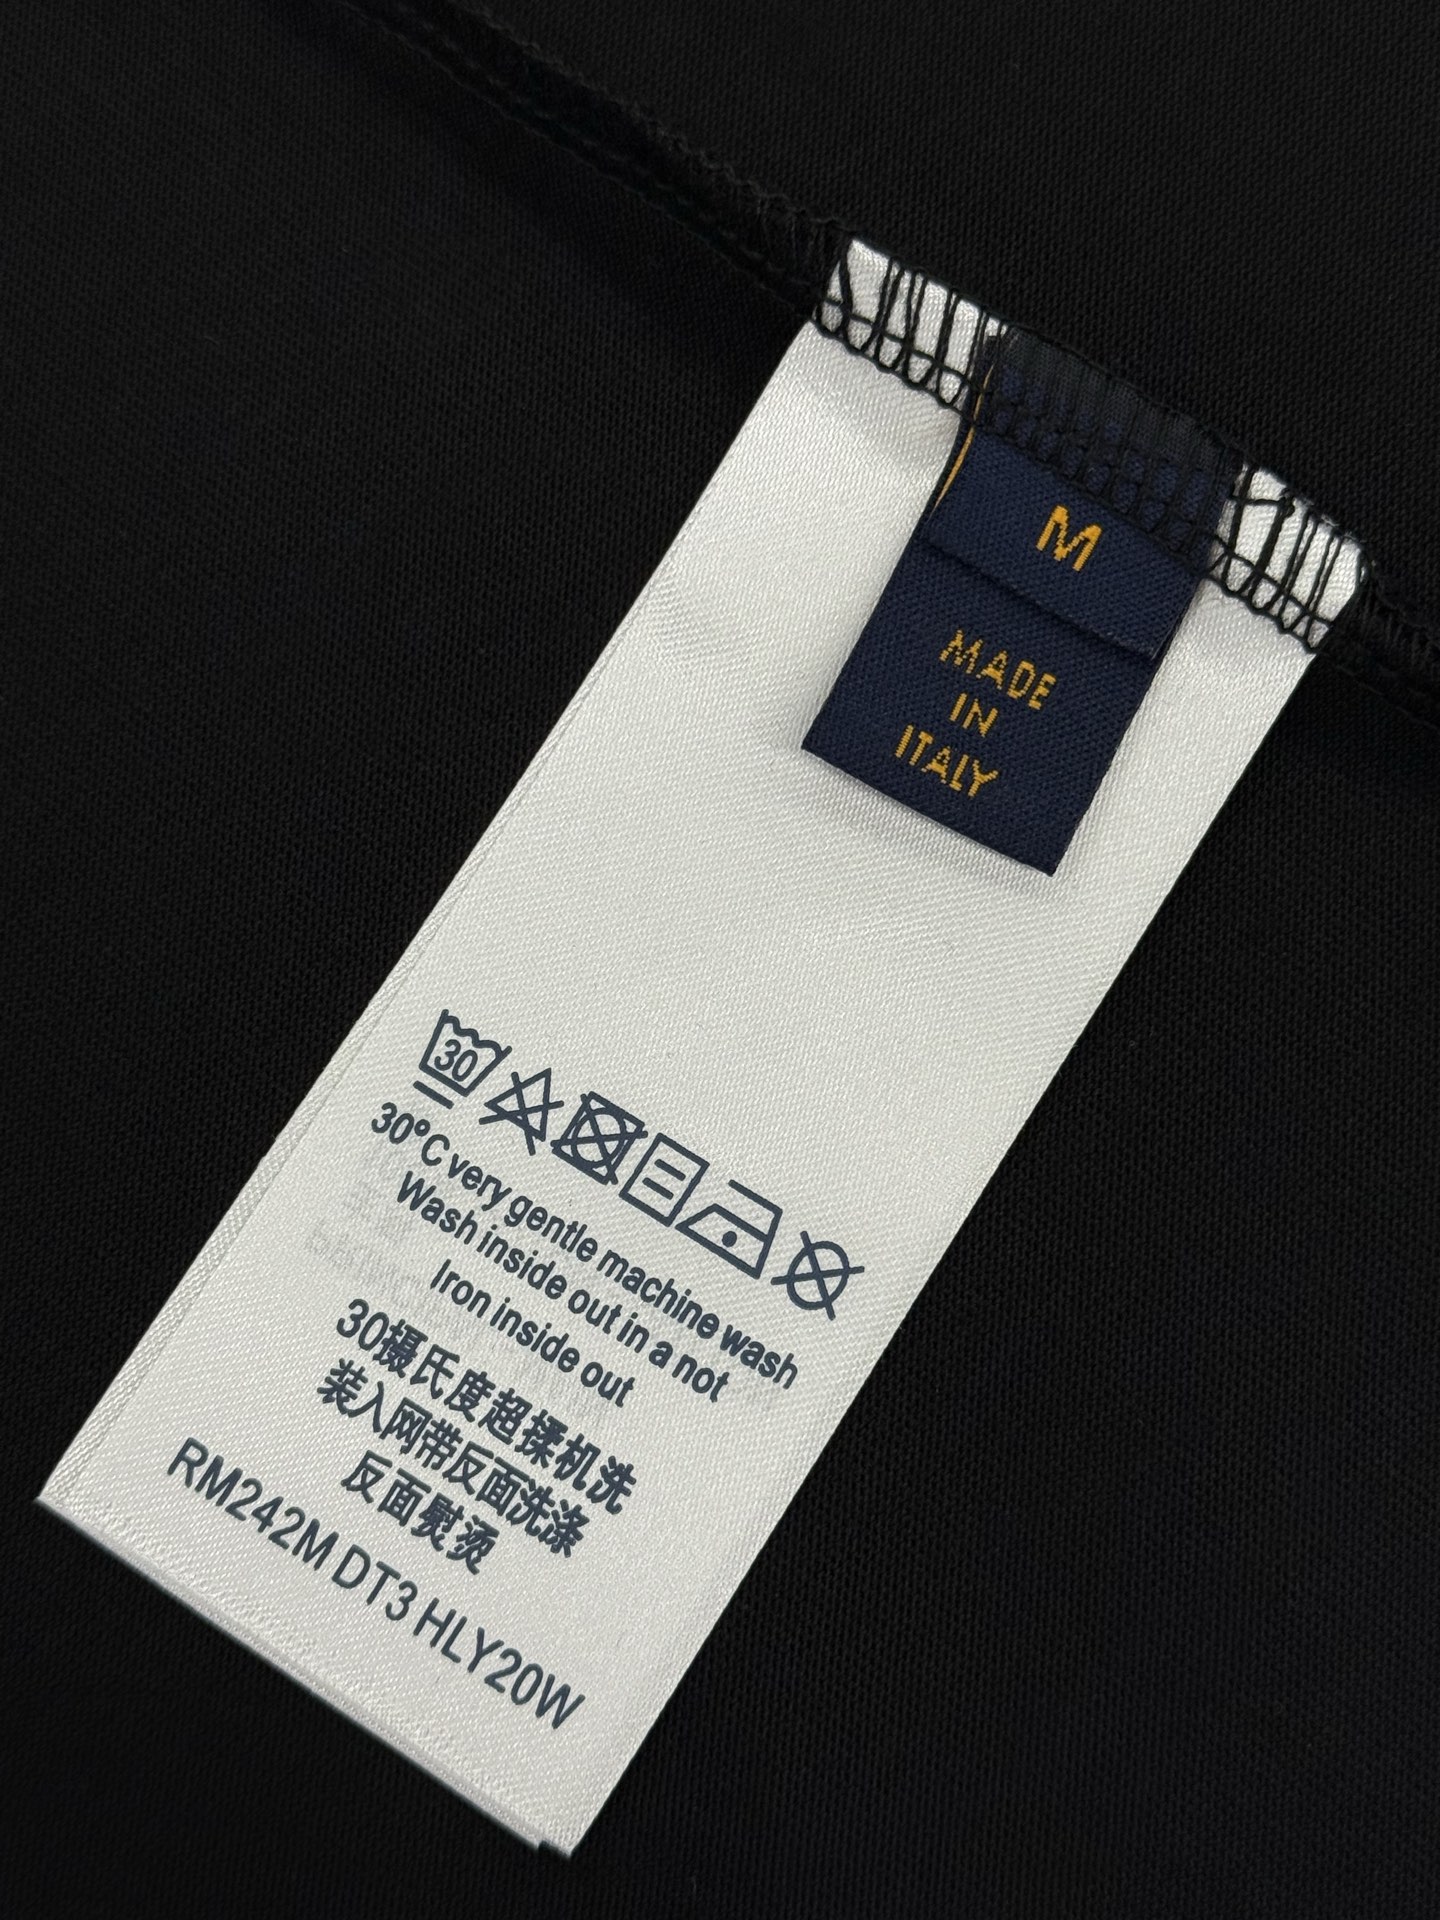 M
MADE
IN
ITALY
30
30°C very gentle machine wash
Wash inside out in a not
Iron inside out
30摄氏度超揉机洗
装入网带反面洗涤
反面熨烫
RM242M DT3 HLY20W